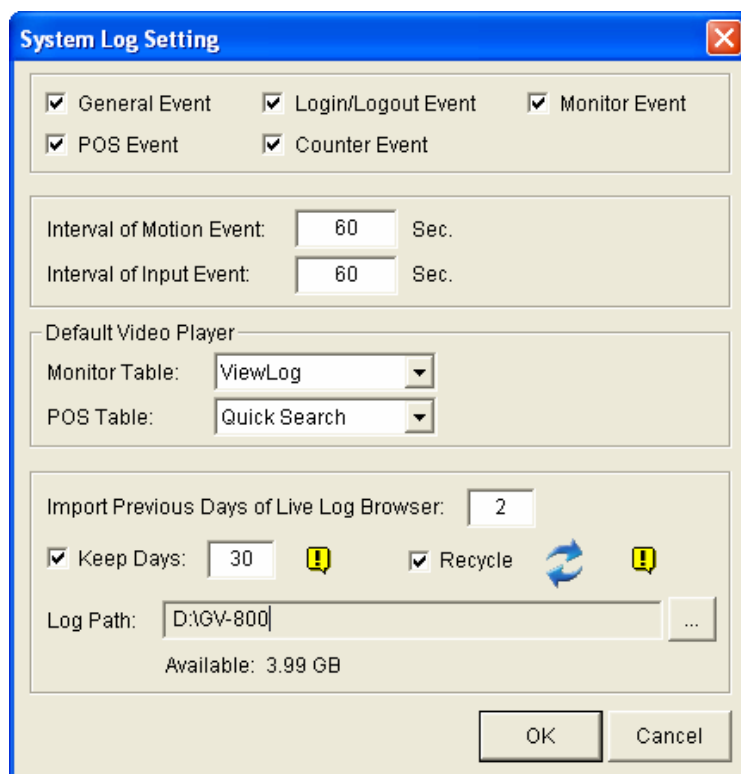 System Log Setting
General Event Login/Logout Event Monitor Event
POS Event Counter Event
Interval of Motion Event: 60 Sec.
Interval of Input Event: 60 Sec.
Default Video Player
Monitor Table: ViewLog
POS Table: Quick Search
Import Previous Days of Live Log Browser: 2
Keep Days: 30 Recycle
Log Path: D:\GV-800 ...
Available: 3.99 GB
OK Cancel